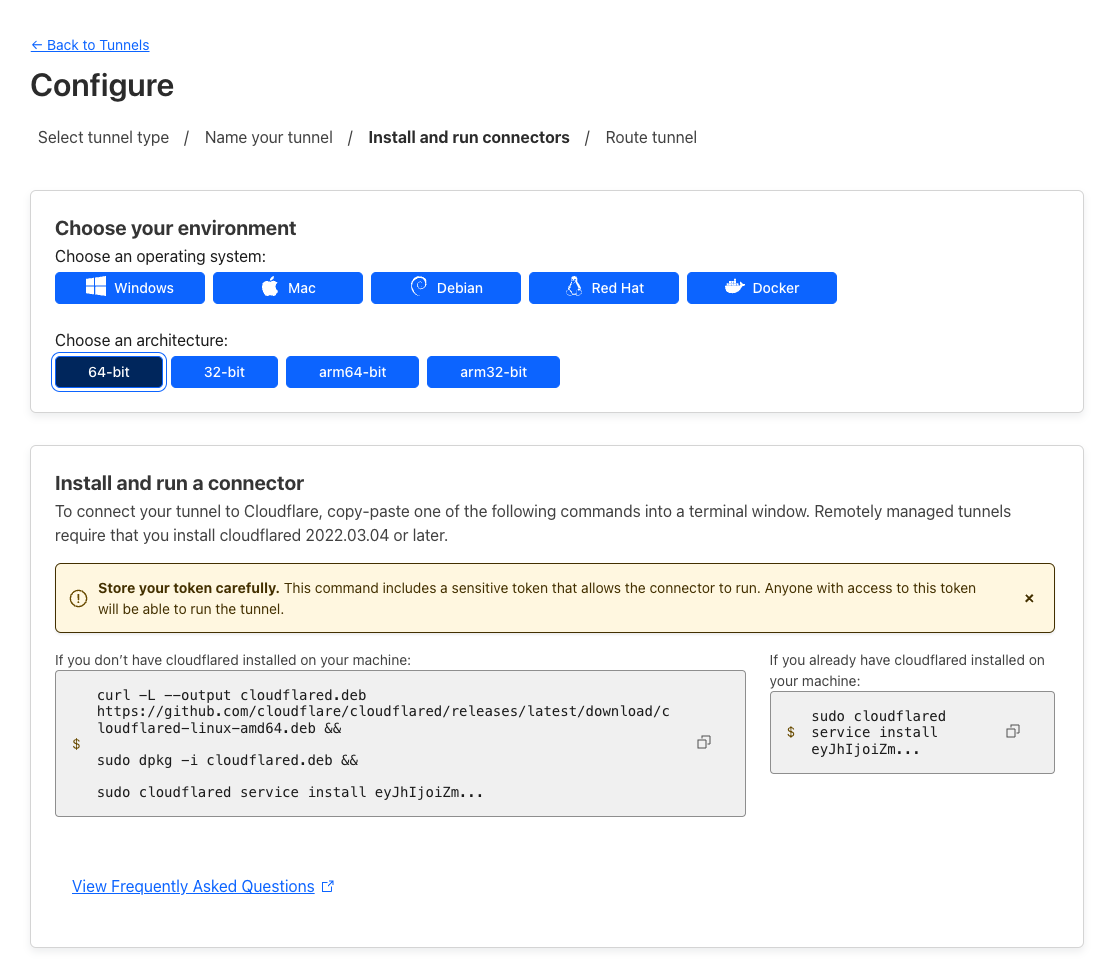 ← Back to Tunnels
Configure
Select tunnel type / Name your tunnel / Install and run connectors / Route tunnel
Choose your environment
Choose an operating system:
Windows Mac Debian Red Hat Docker
Choose an architecture:
64-bit 32-bit arm64-bit arm32-bit
Install and run a connector
To connect your tunnel to Cloudflare, copy-paste one of the following commands into a terminal window. Remotely managed tunnels
require that you install cloudflared 2022.03.04 or later.
Store your token carefully. This command includes a sensitive token that allows the connector to run. Anyone with access to this token
will be able to run the tunnel.
If you don’t have cloudflared installed on your machine:
$
curl -L --output cloudflared.deb
https://github.com/cloudflare/cloudflared/releases/latest/download/c
loudflared-linux-amd64.deb &&
sudo dpkg -i cloudflared.deb &&
sudo cloudflared service install eyJhIjoiZm...
If you already have cloudflared installed on
your machine:
$
sudo cloudflared
service install
eyJhIjoiZm...
View Frequently Asked Questions